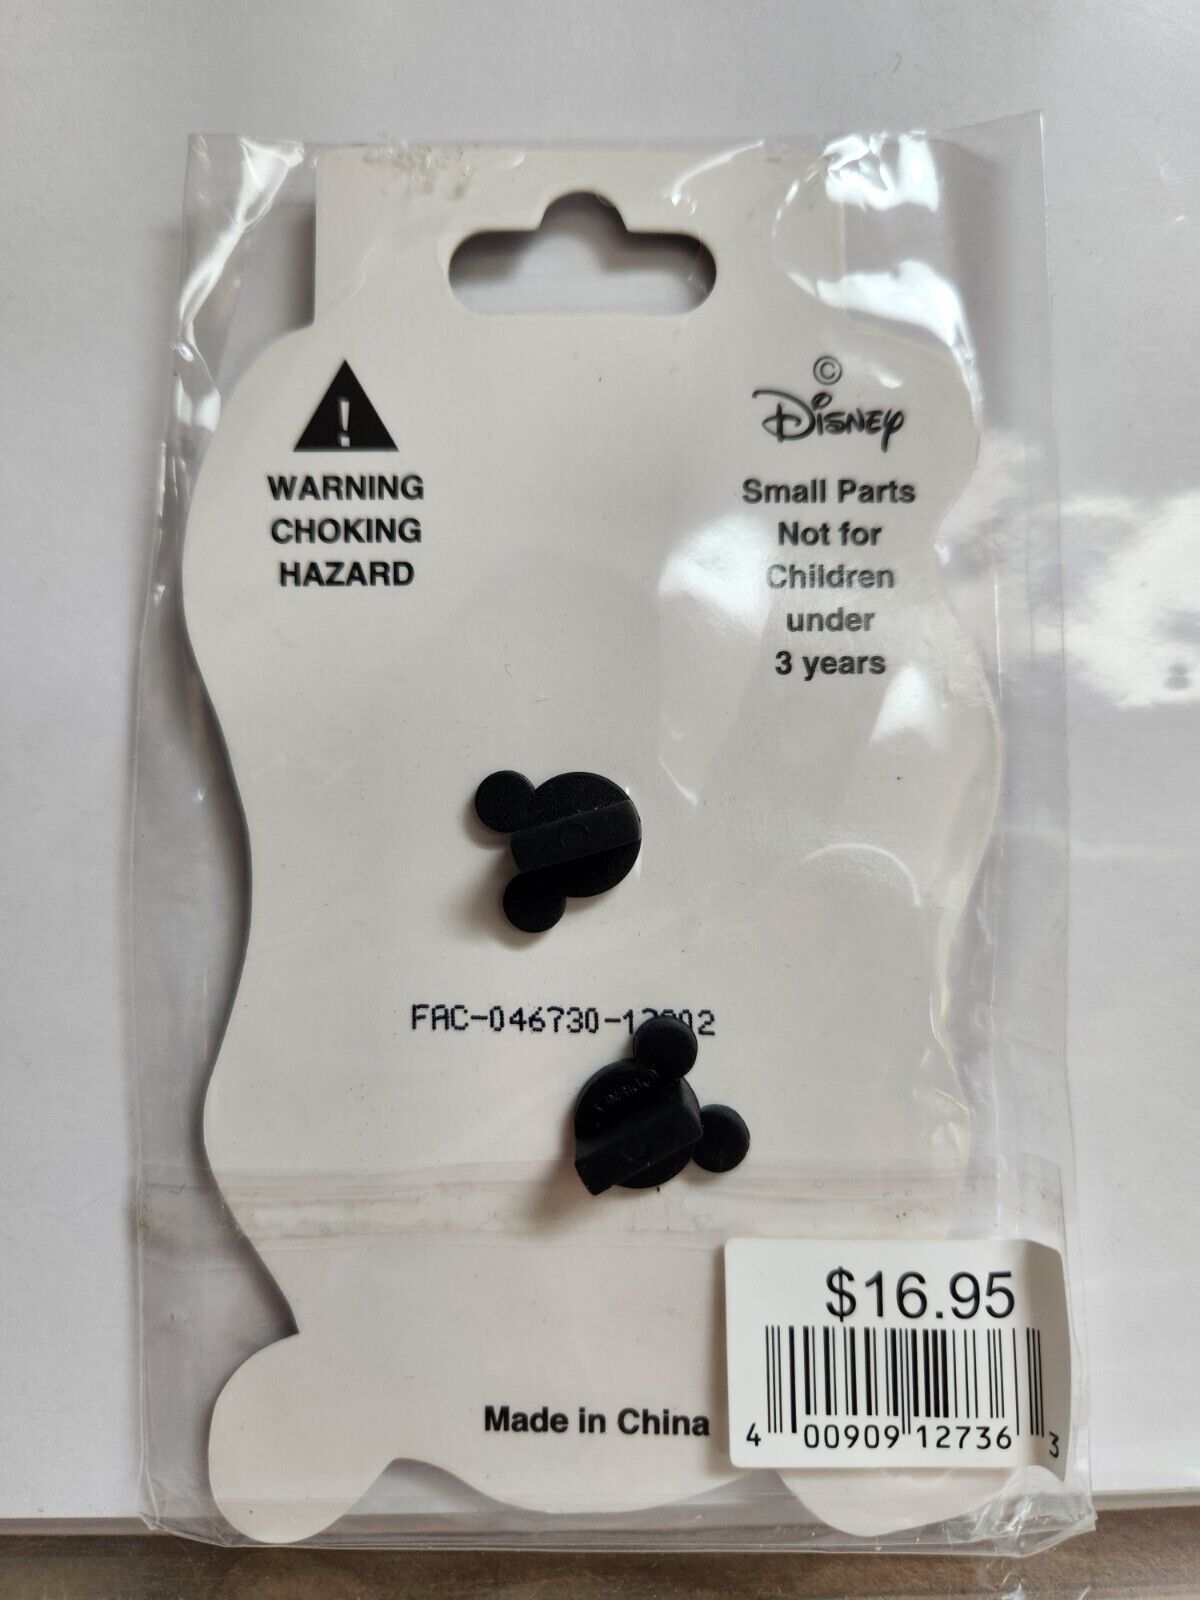 WARNING
CHOKING
HAZARD
©
Disney
Small Parts
Not for
Children
under
3 years
Made in China
$16.95
4 00909 12736 3